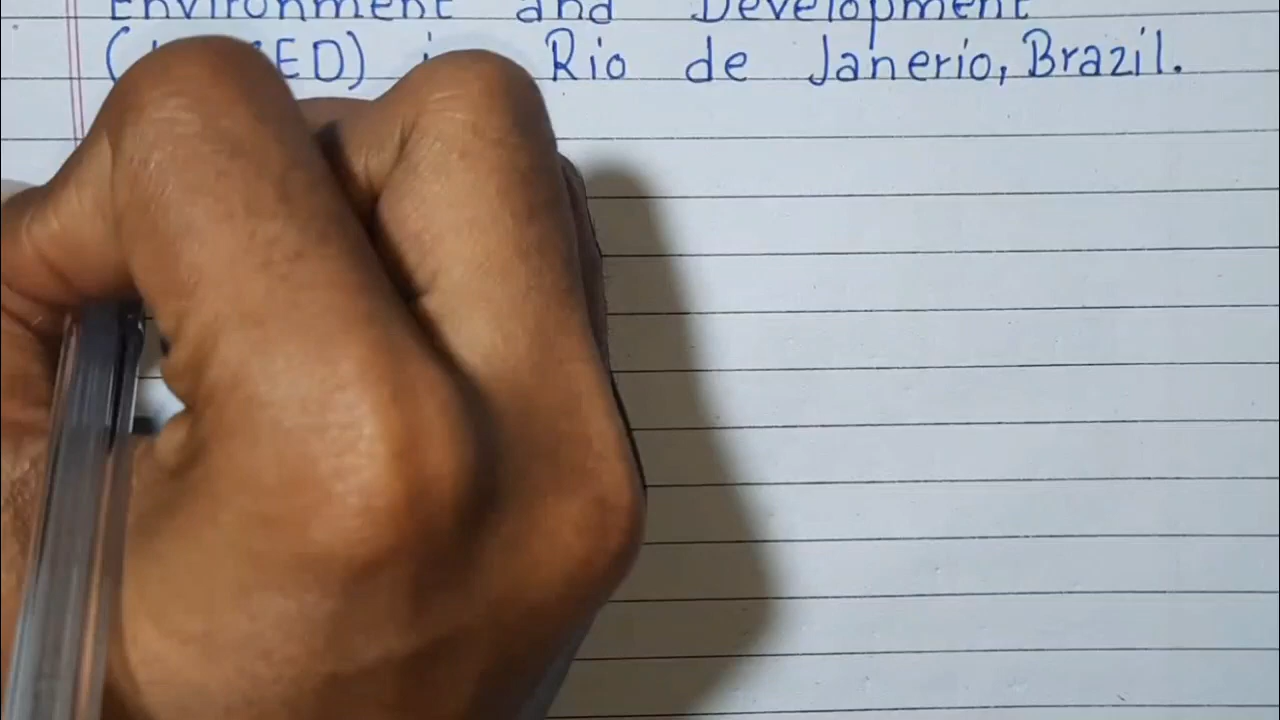 Environment and Development
ED) Rio de Janerio, Brazil.